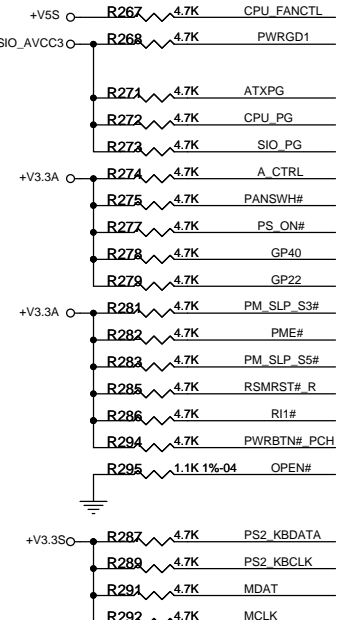 +V5S R267 4.7K CPU_FANCTL
SIO_AVCC3 R268 4.7K PWRGD1
R271 4.7K ATXPG
R272 4.7K CPU_PG
R273 4.7K SIO_PG
+V3.3A R274 4.7K A_CTRL
R275 4.7K PANSWH#
R277 4.7K PS_ON#
R278 4.7K GP40
R279 4.7K GP22
+V3.3A R281 4.7K PM_SLP_S3#
R282 4.7K PME#
R283 4.7K PM_SLP_S5#
R285 4.7K RSMRST#_R
R286 4.7K RI1#
R294 4.7K PWRBTN#_PCH
R295 1.1K 1%-04 OPEN#
+V3.3S R287 4.7K PS2_KBDATA
R289 4.7K PS2_KBCLK
R291 4.7K MDAT
R292 4.7K MCLK